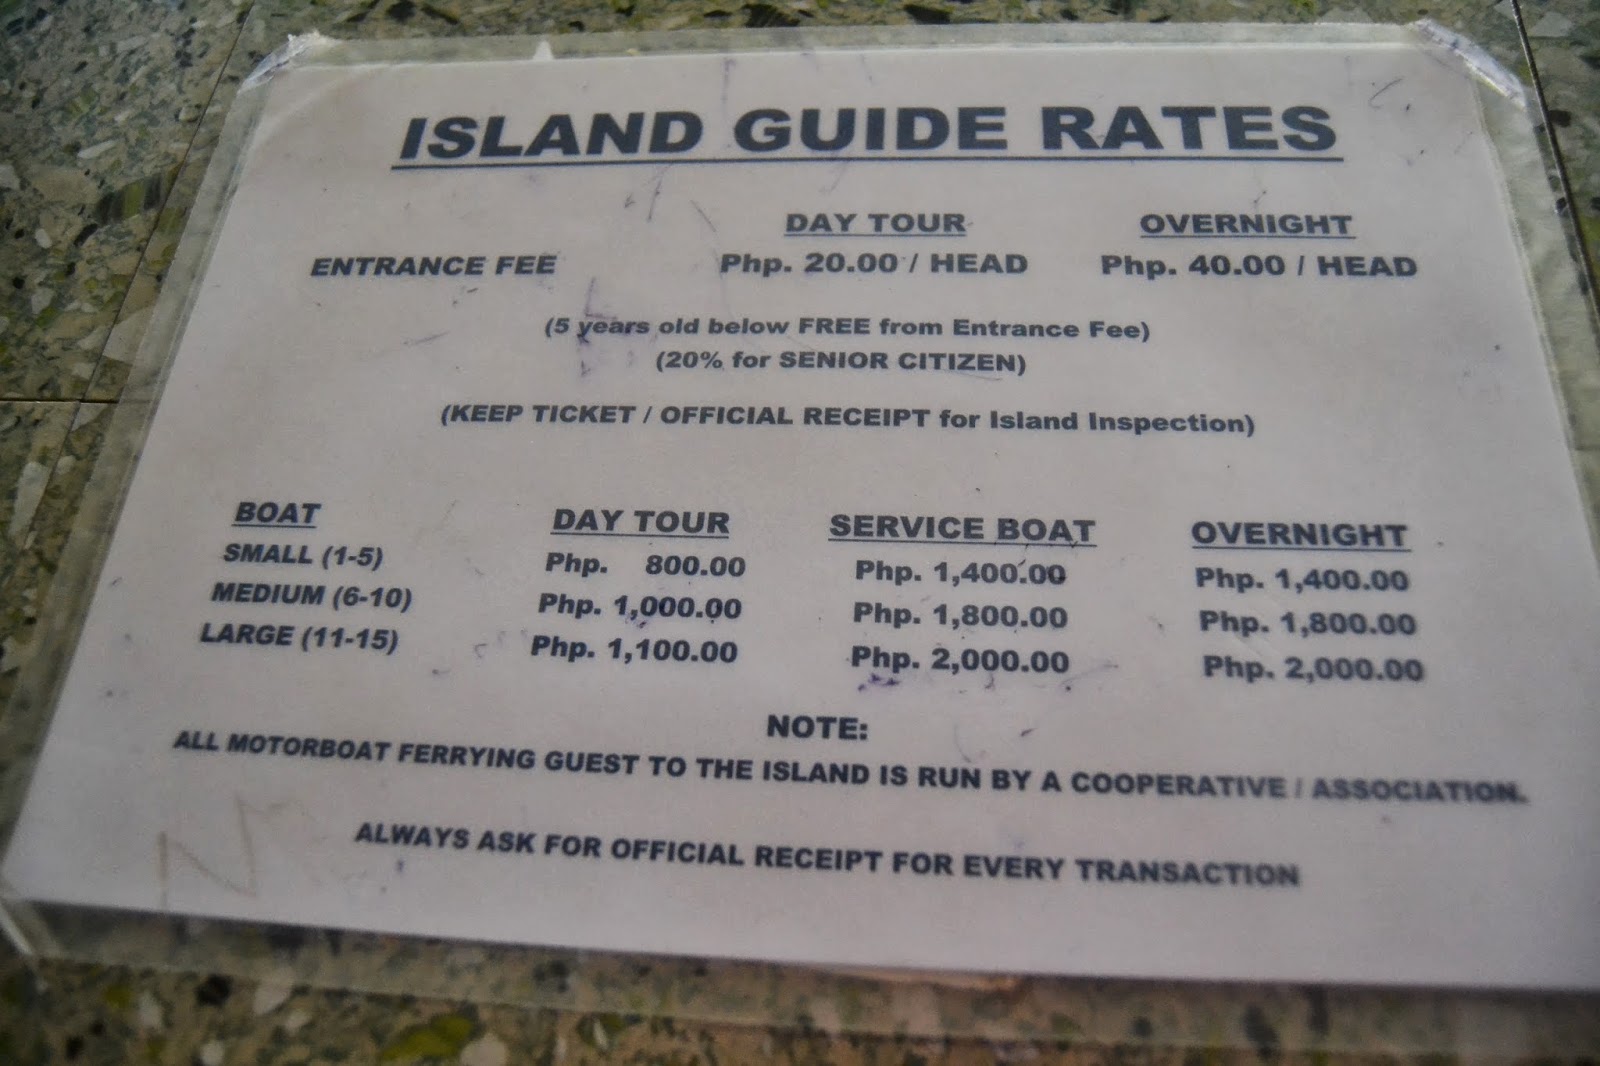 ISLAND GUIDE RATES
DAY TOUR OVERNIGHT
ENTRANCE FEE Php. 20.00 / HEAD Php. 40.00 / HEAD
(5 years old below FREE from Entrance Fee)
(20% for SENIOR CITIZEN)
(KEEP TICKET / OFFICIAL RECEIPT for Island Inspection)
BOAT DAY TOUR SERVICE BOAT OVERNIGHT
SMALL (1-5) Php. 800.00 Php. 1,400.00 Php. 1,400.00
MEDIUM (6-10) Php. 1,000.00 Php. 1,800.00 Php. 1,800.00
LARGE (11-15) Php. 1,100.00 Php. 2,000.00 Php. 2,000.00
NOTE:
ALL MOTORBOAT FERRYING GUEST TO THE ISLAND IS RUN BY A COOPERATIVE / ASSOCIATION.
ALWAYS ASK FOR OFFICIAL RECEIPT FOR EVERY TRANSACTION